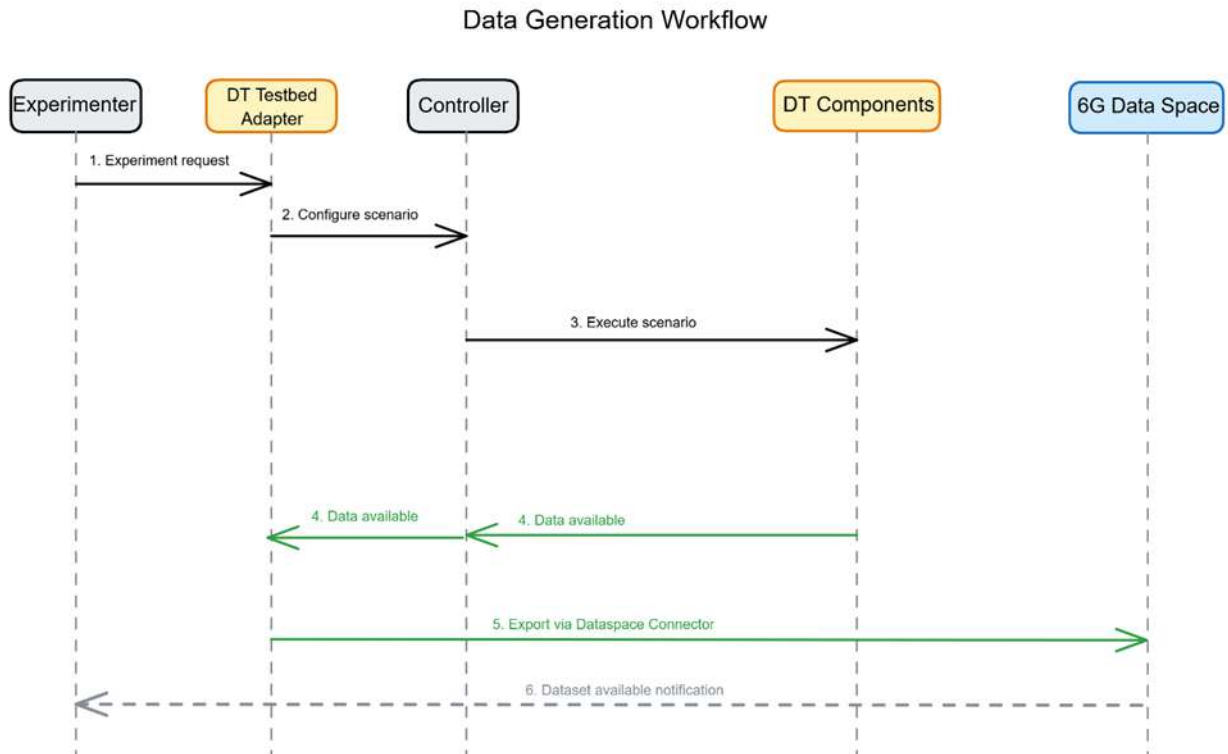 Data Generation Workflow
Experimenter
DT Testbed
Adapter
Controller
DT Components
6G Data Space
1. Experiment request
2. Configure scenario
3. Execute scenario
4. Data available
4. Data available
5. Export via Dataspace Connector
6. Dataset available notification